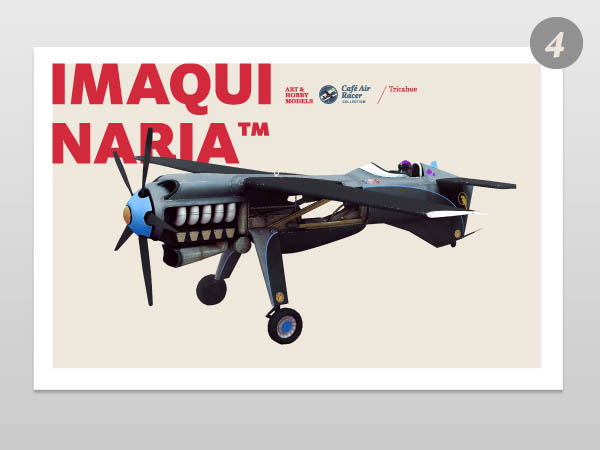 4
IMAQUI
NARIA™
ART &
HOBBY
MODELS
Café Air
Racer
COLLECTION
Tricahue